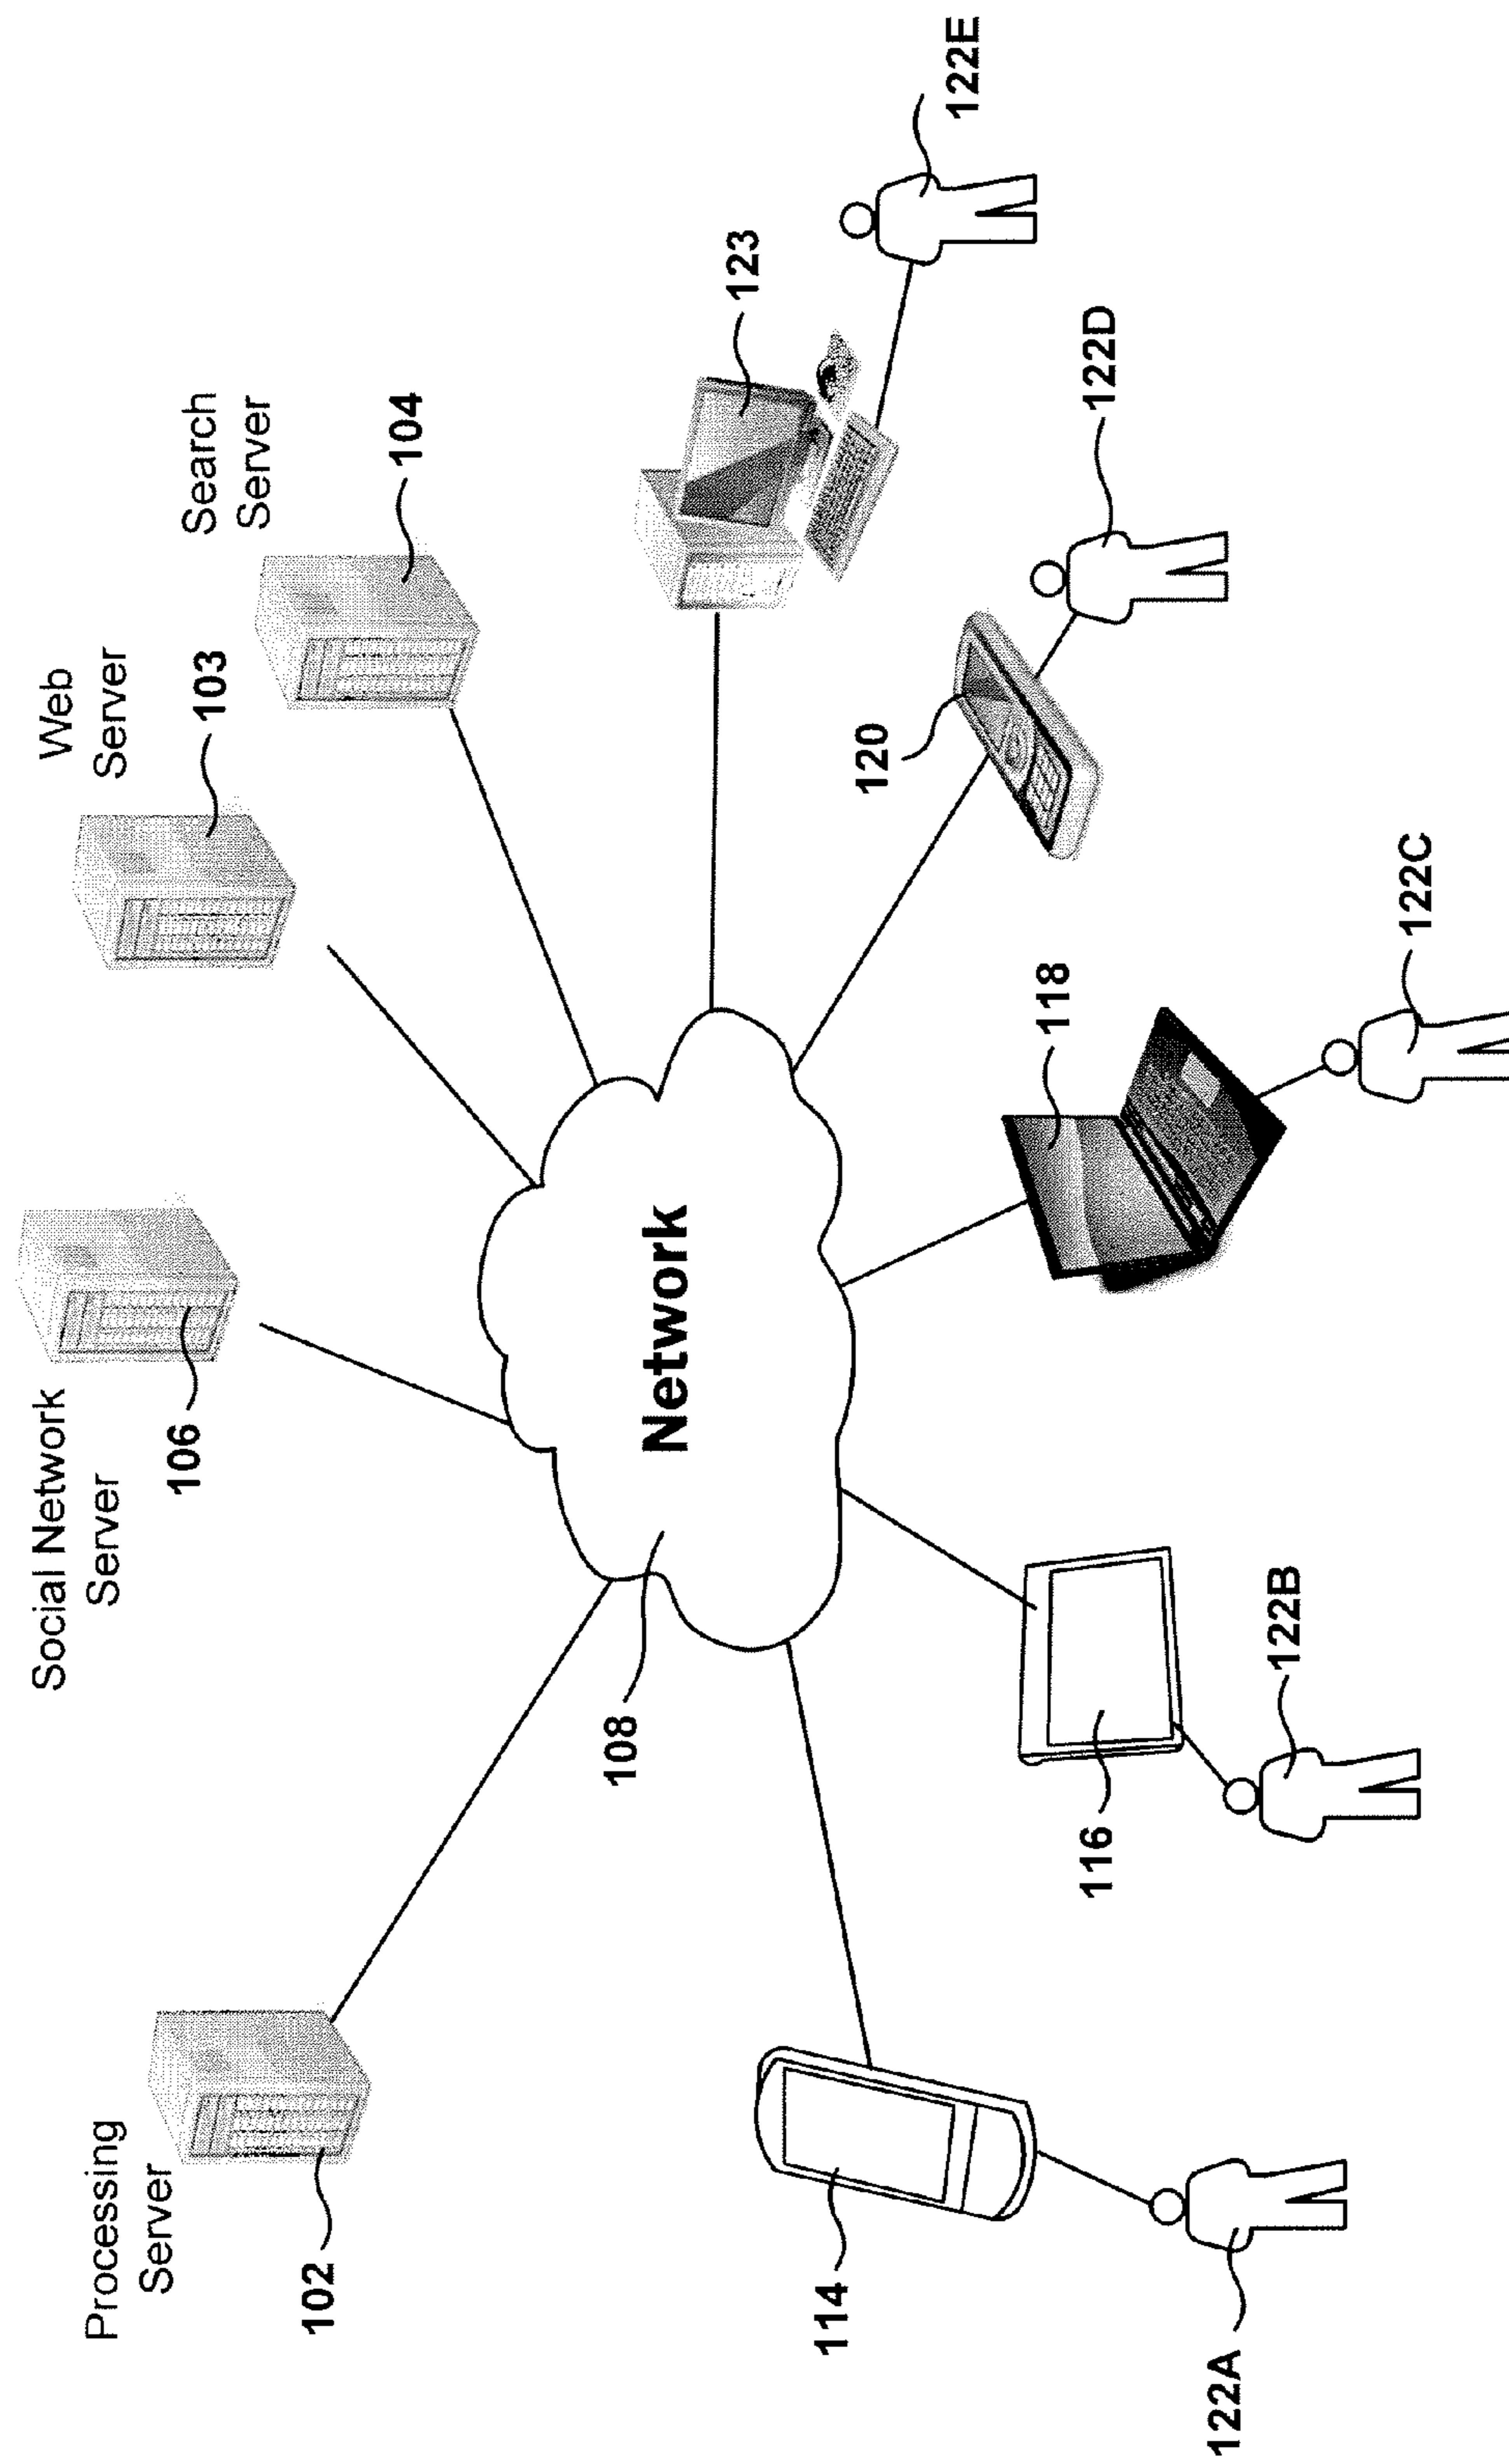 Processing
Server
102
Social Network
Server
106
Web
Server
103
Search
Server
104
Network
108
123
114
116
118
120
122A
122B
122C
122D
122E